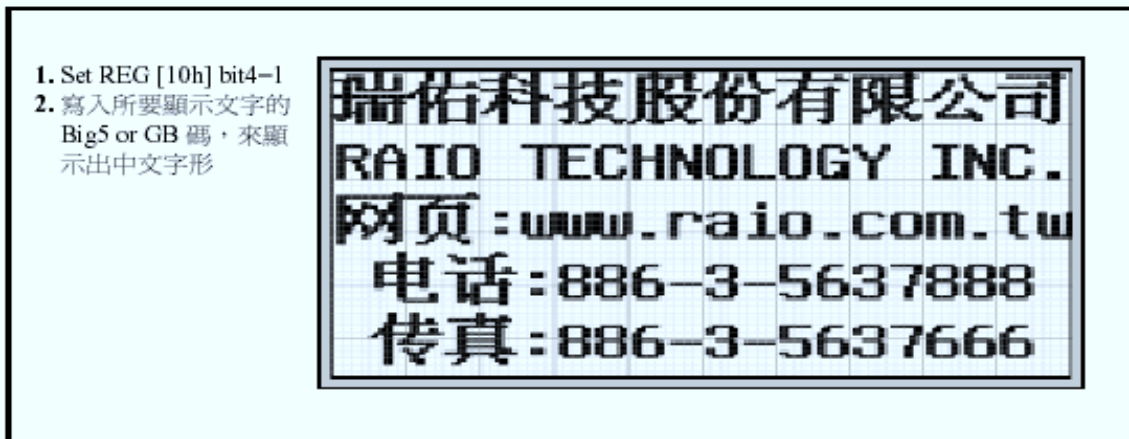 1. Set REG [10h] bit4−1
2. 寫入所要顯示文字的
Big5 or GB 碼，來顯
示出中文字形
瑞佑科技股份有限公司
RAIO TECHNOLOGY INC.
网页:www.raio.com.tw
电话:886-3-5637888
传真:886-3-5637666